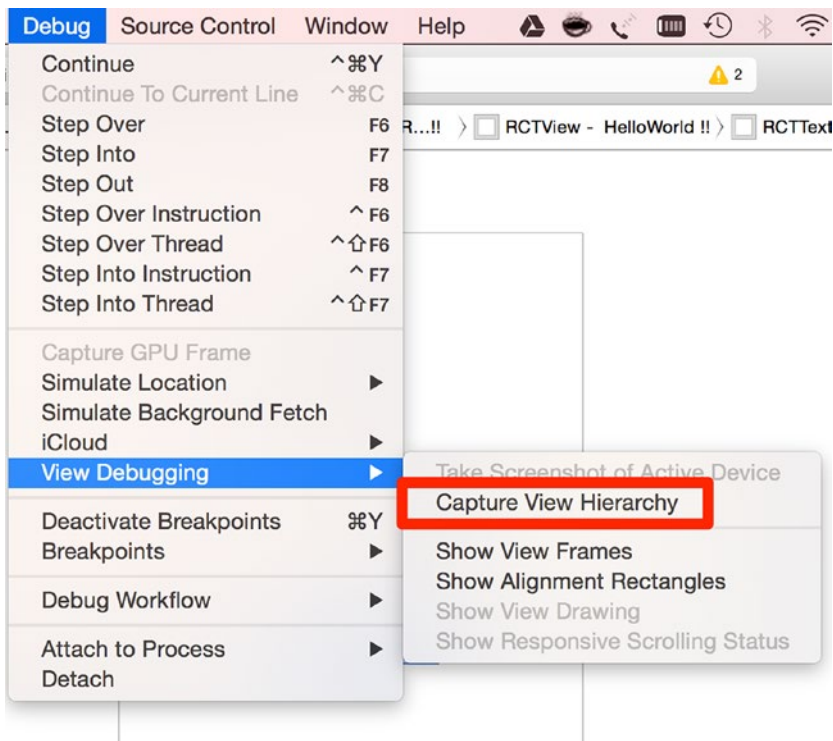 Debug Source Control Window Help
Continue ^⌘Y
2
Continue To Current Line ^⌘C
Step Over F6
R...!! 〉 RCTView - HelloWorld !! 〉 RCTText
Step Into F7
Step Out F8
Step Over Instruction ^ F6
Step Over Thread ^⇧F6
Step Into Instruction ^ F7
Step Into Thread ^⇧F7
Capture GPU Frame
Simulate Location ▶
Simulate Background Fetch
iCloud ▶
View Debugging ▶
Take Screenshot of Active Device
Capture View Hierarchy
Deactivate Breakpoints ⌘Y
Breakpoints ▶
Show View Frames
Show Alignment Rectangles
Debug Workflow ▶
Show View Drawing
Show Responsive Scrolling Status
Attach to Process ▶
Detach